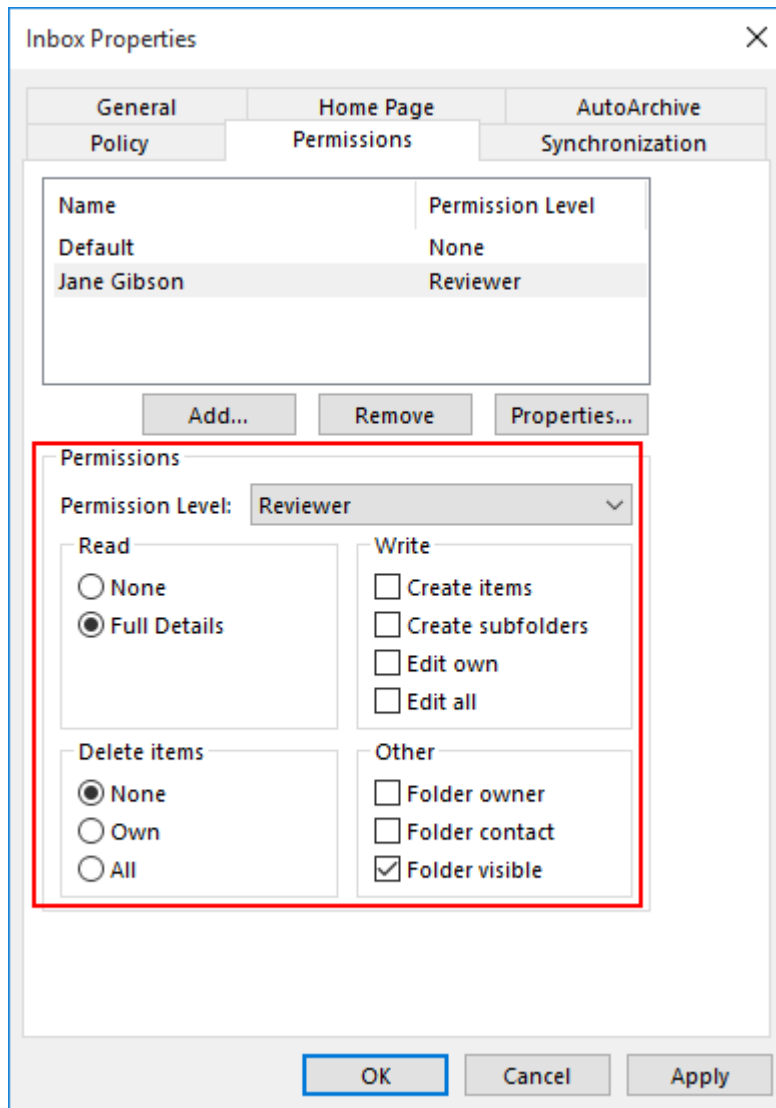 Inbox Properties
General Home Page AutoArchive
Policy Permissions Synchronization
Name Permission Level
Default None
Jane Gibson Reviewer
Add... Remove Properties...
Permissions
Permission Level: Reviewer
Read Write
None Create items
Full Details Create subfolders
Edit own
Edit all
Delete items Other
None Folder owner
Own Folder contact
All Folder visible
OK Cancel Apply